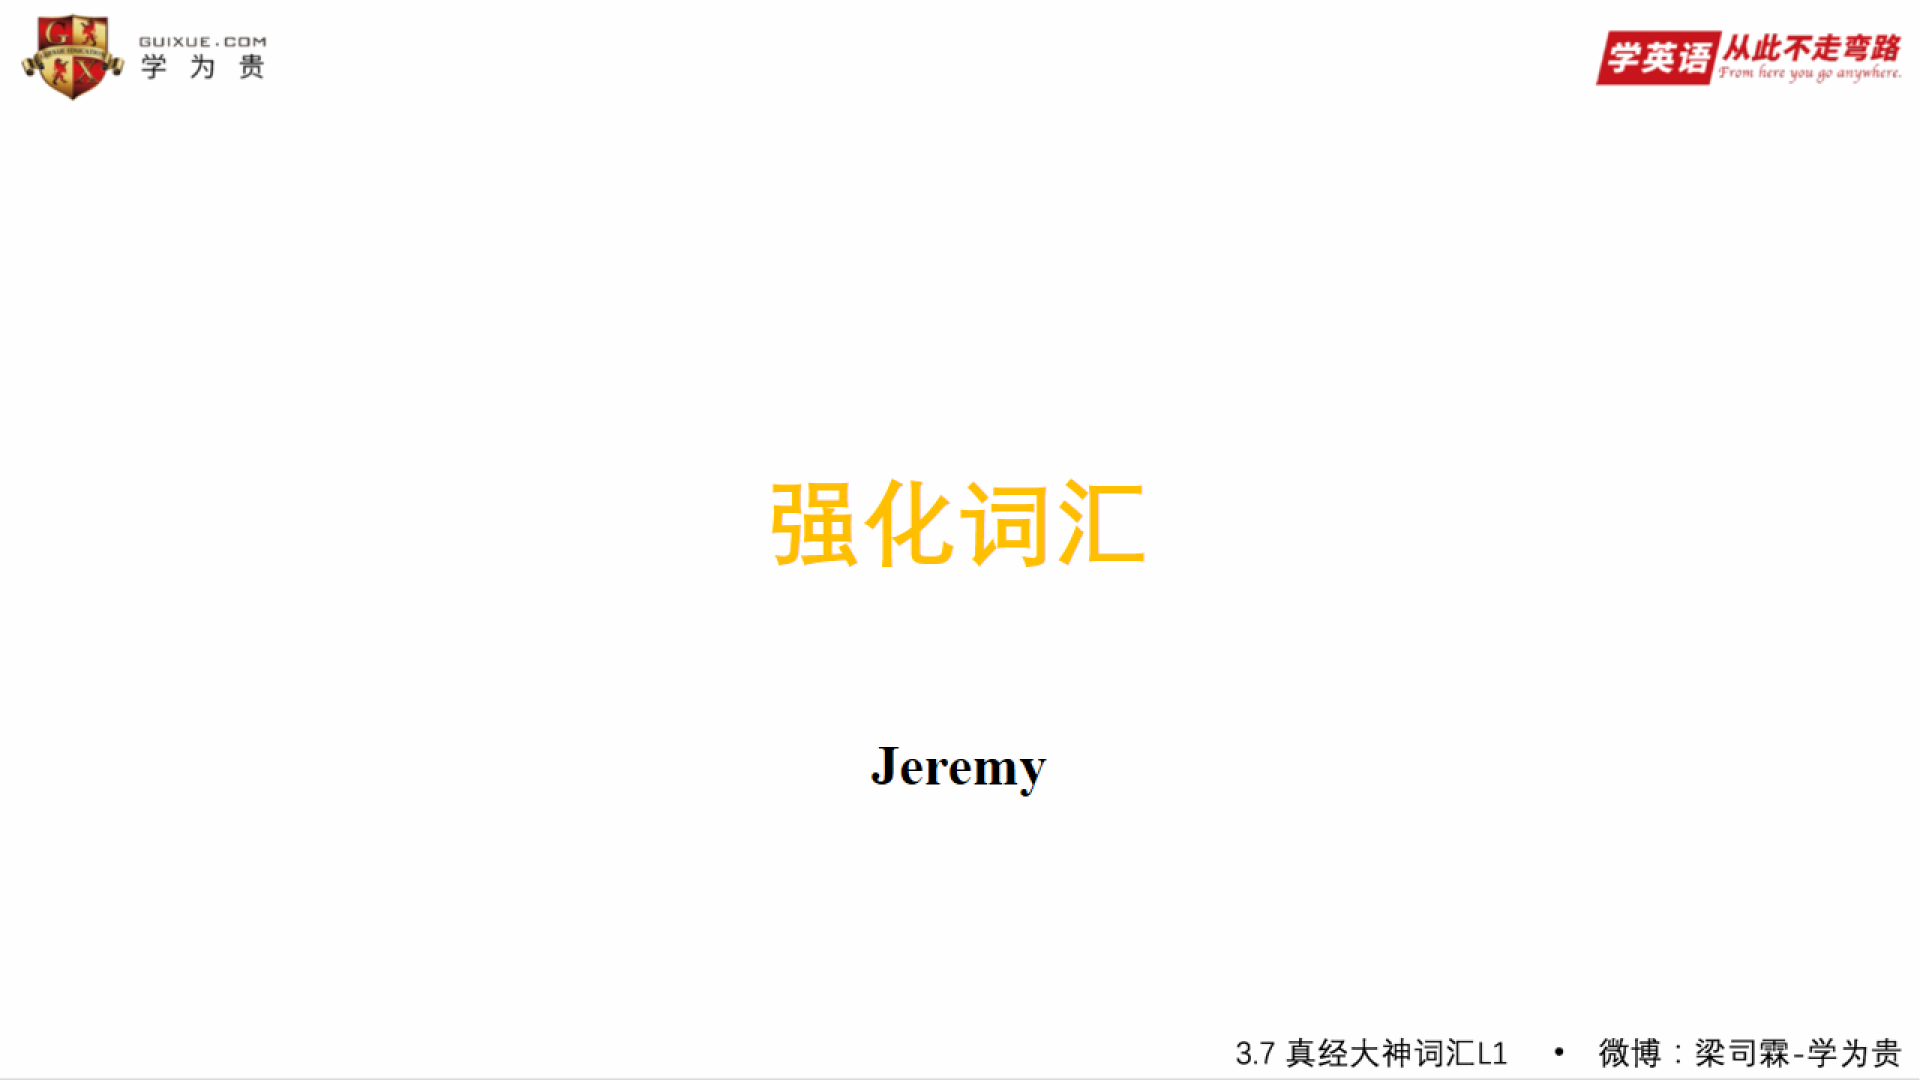 GUIXUE.COM
学为贵
学英语 从此不走弯路
From here you go anywhere.
强化词汇
Jeremy
3.7 真经大神词汇L1 • 微博：梁司霖-学为贵